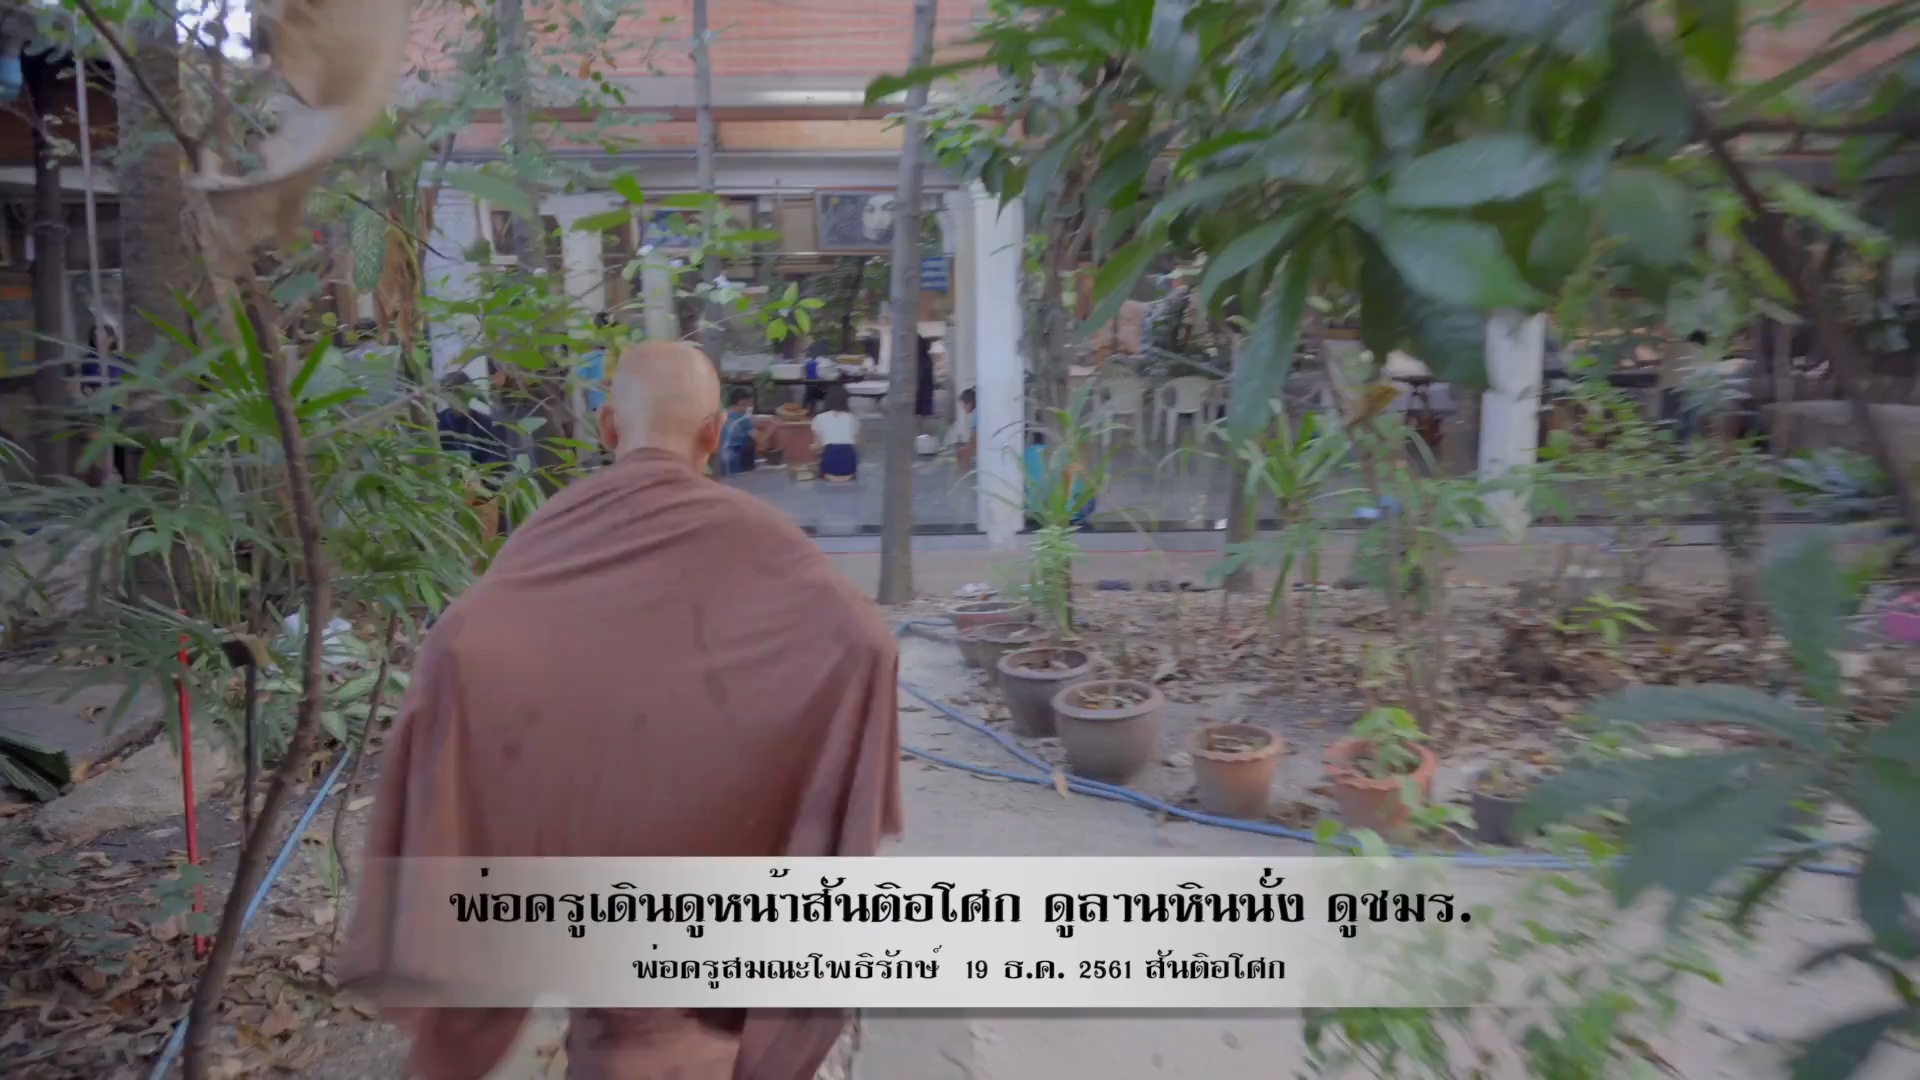 พ่อครูเดินดูหน้าสันติอโศก ดูลานหินนั่ง ดูชมร.
พ่อครูสมณะโพธิรักษ์ 19 ธ.ค. 2561 สันติอโศก